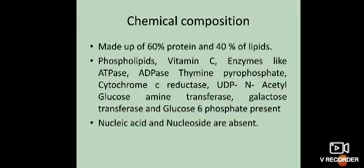 Chemical composition
• Made up of 60% protein and 40 % of lipids.
• Phospholipids, Vitamin C, Enzymes like
ATPase, ADPase Thymine pyrophosphate,
Cytochrome c reductase, UDP- N- Acetyl
Glucose amine transferase, galactose
transferase and Glucose 6 phosphate present
• Nucleic acid and Nucleoside are absent.
V RECORDER